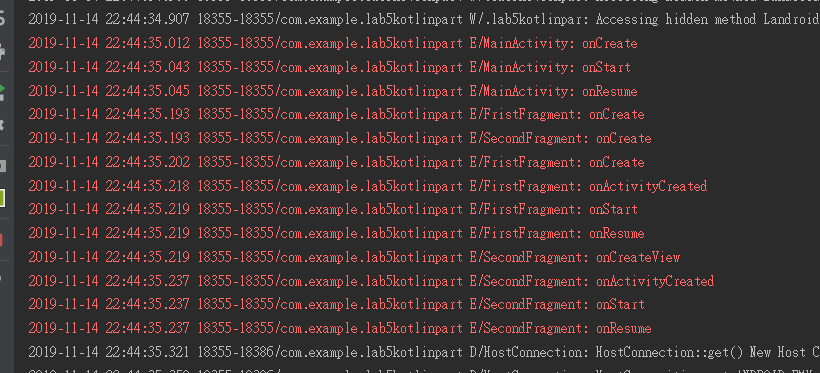 2019-11-14 22:44:34.907 18355-18355/com.example.lab5kotlinpart W/.lab5kotlinpar: Accessing hidden method Landroid
2019-11-14 22:44:35.012 18355-18355/com.example.lab5kotlinpart E/MainActivity: onCreate
2019-11-14 22:44:35.043 18355-18355/com.example.lab5kotlinpart E/MainActivity: onStart
2019-11-14 22:44:35.045 18355-18355/com.example.lab5kotlinpart E/MainActivity: onResume
2019-11-14 22:44:35.193 18355-18355/com.example.lab5kotlinpart E/FristFragment: onCreate
2019-11-14 22:44:35.193 18355-18355/com.example.lab5kotlinpart E/SecondFragment: onCreate
2019-11-14 22:44:35.202 18355-18355/com.example.lab5kotlinpart E/FristFragment: onCreate
2019-11-14 22:44:35.218 18355-18355/com.example.lab5kotlinpart E/FirstFragment: onActivityCreated
2019-11-14 22:44:35.219 18355-18355/com.example.lab5kotlinpart E/FirstFragment: onStart
2019-11-14 22:44:35.219 18355-18355/com.example.lab5kotlinpart E/FirstFragment: onResume
2019-11-14 22:44:35.219 18355-18355/com.example.lab5kotlinpart E/SecondFragment: onCreateView
2019-11-14 22:44:35.237 18355-18355/com.example.lab5kotlinpart E/SecondFragment: onActivityCreated
2019-11-14 22:44:35.237 18355-18355/com.example.lab5kotlinpart E/SecondFragment: onStart
2019-11-14 22:44:35.237 18355-18355/com.example.lab5kotlinpart E/SecondFragment: onResume
2019-11-14 22:44:35.321 18355-18386/com.example.lab5kotlinpart D/HostConnection: HostConnection::get() New Host C